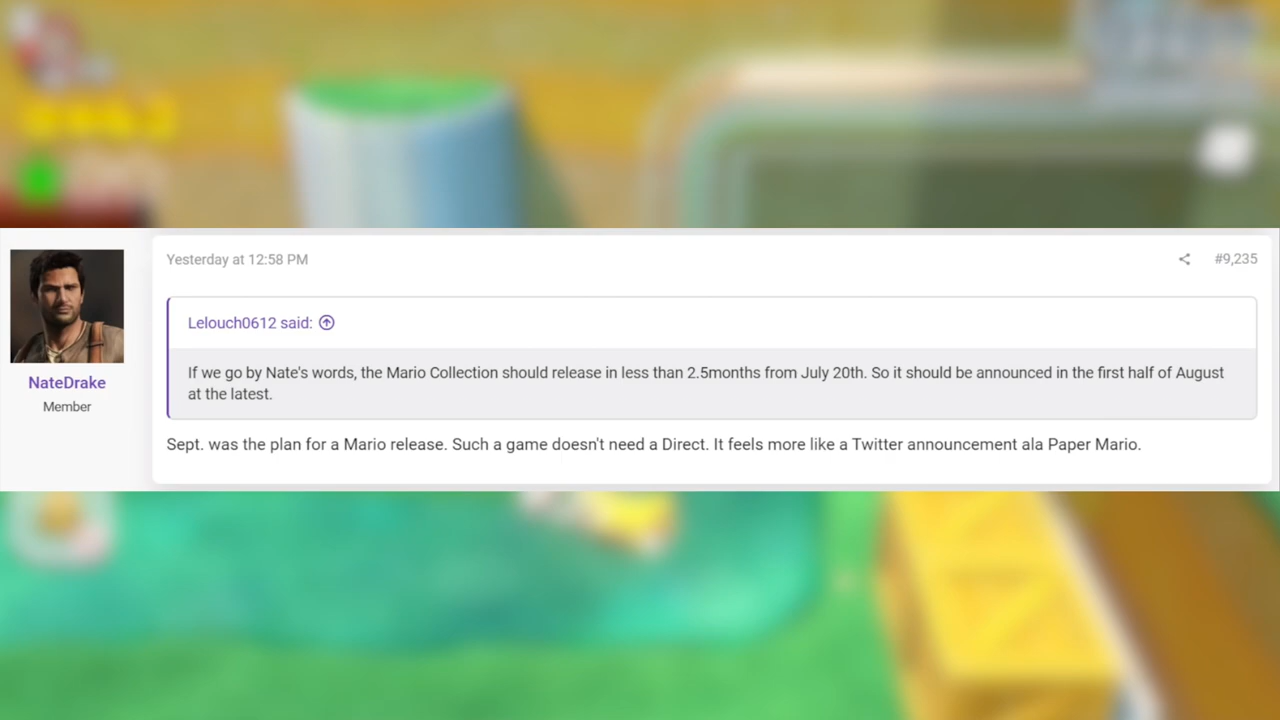 Yesterday at 12:58 PM
#9,235
Lelouch0612 said:
If we go by Nate's words, the Mario Collection should release in less than 2.5months from July 20th. So it should be announced in the first half of August
at the latest.
NateDrake
Member
Sept. was the plan for a Mario release. Such a game doesn't need a Direct. It feels more like a Twitter announcement ala Paper Mario.